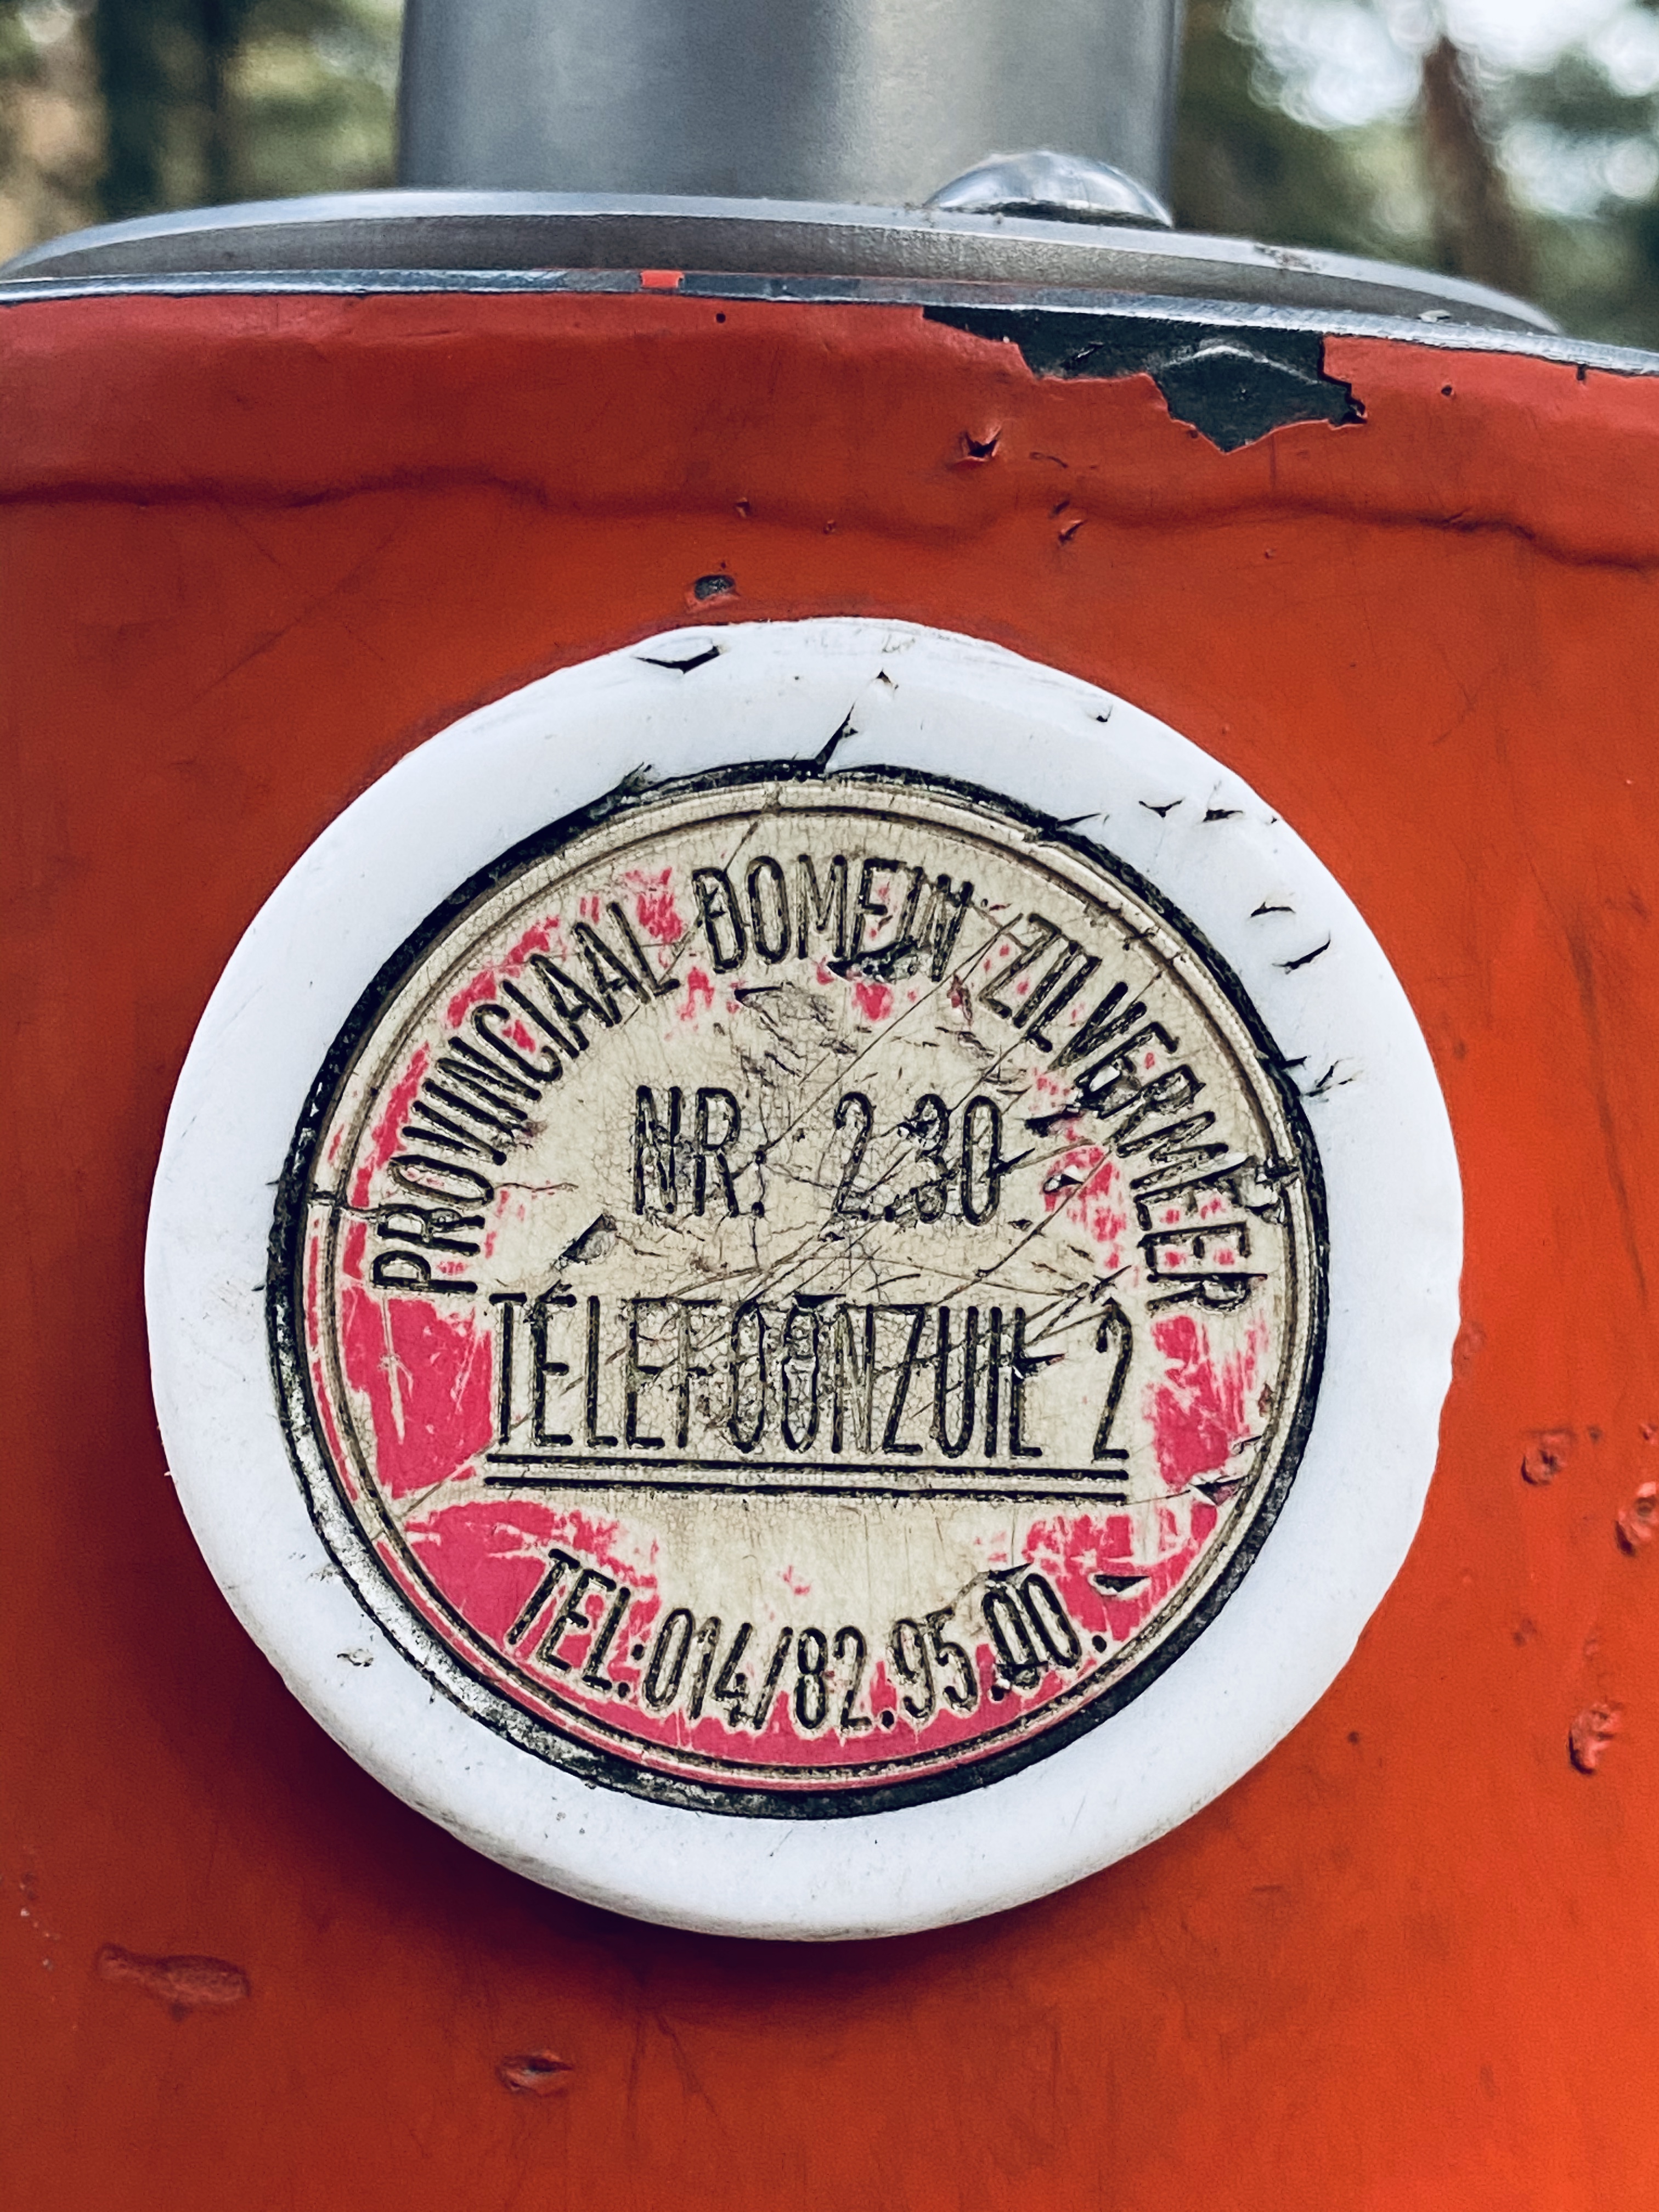 PROVINCIAAL DOMEIN ZILVERMEER
NR. 2.30
TELEFOONZUIL 2
TEL:014/82.95.00.